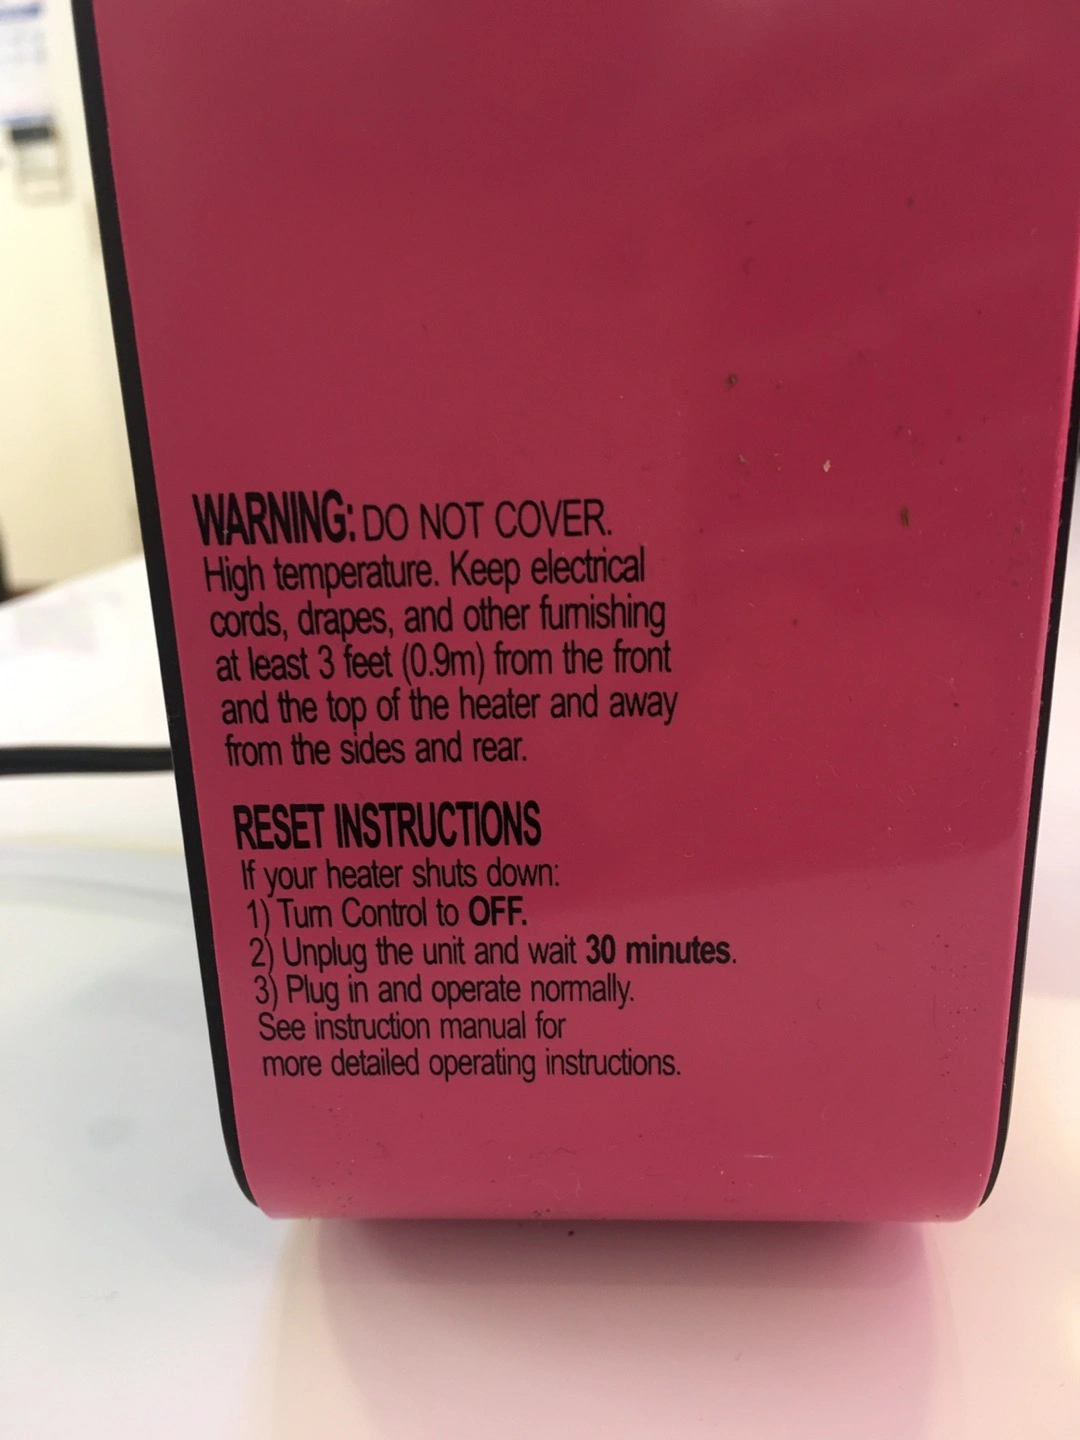 WARNING: DO NOT COVER.
High temperature. Keep electrical
cords, drapes, and other furnishing
at least 3 feet (0.9m) from the front
and the top of the heater and away
from the sides and rear.
RESET INSTRUCTIONS
If your heater shuts down:
1) Turn Control to OFF.
2) Unplug the unit and wait 30 minutes.
3) Plug in and operate normally.
See instruction manual for
more detailed operating instructions.